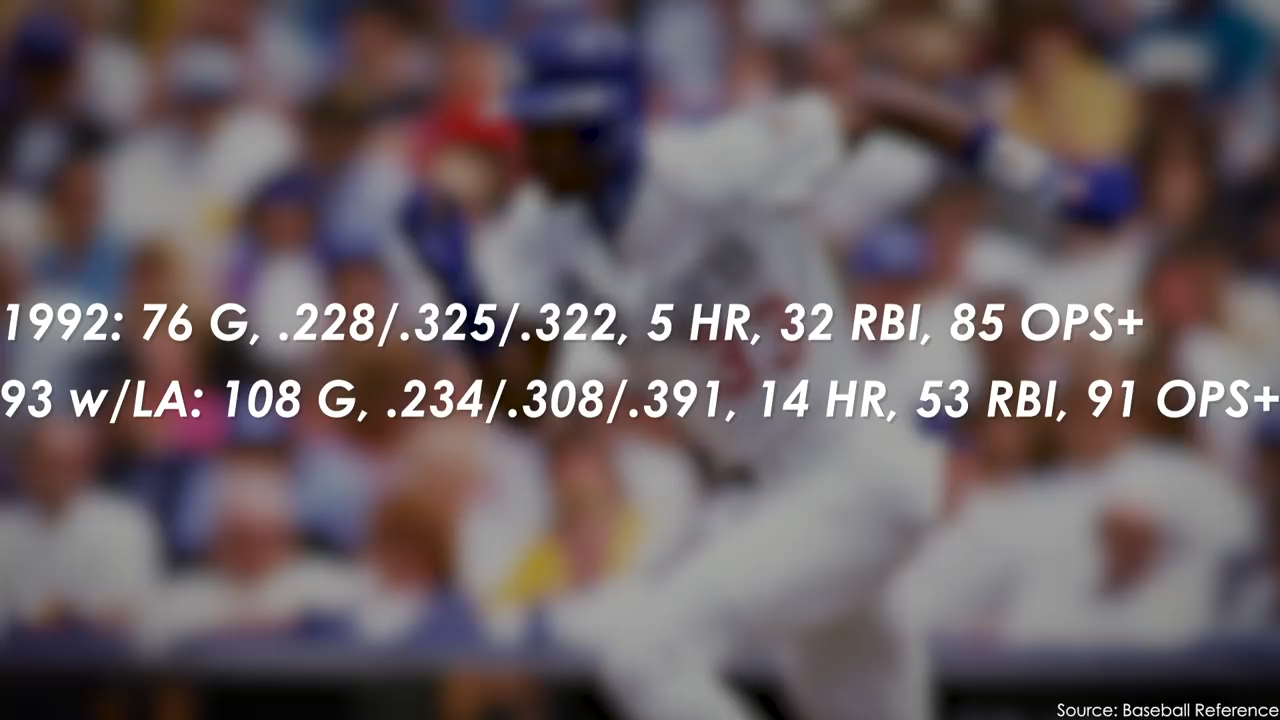 1992: 76 G, .228/.325/.322, 5 HR, 32 RBI, 85 OPS+
93 w/LA: 108 G, .234/.308/.391, 14 HR, 53 RBI, 91 OPS+
Source: Baseball Reference